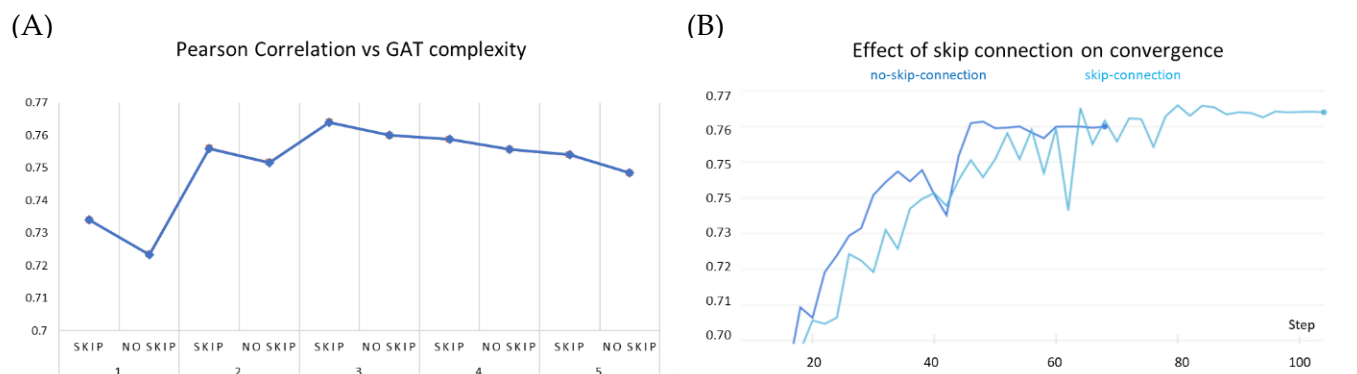 (A)
Pearson Correlation vs GAT complexity
0.77
0.76
0.75
0.74
0.73
0.72
0.71
0.7
SKIP NO SKIP SKIP NO SKIP SKIP NO SKIP SKIP NO SKIP SKIP NO SKIP
1 2 3 4 5
(B)
Effect of skip connection on convergence
no-skip-connection skip-connection
0.77
0.76
0.75
0.75
0.73
0.72
0.71
0.70
Step
20 40 60 80 100